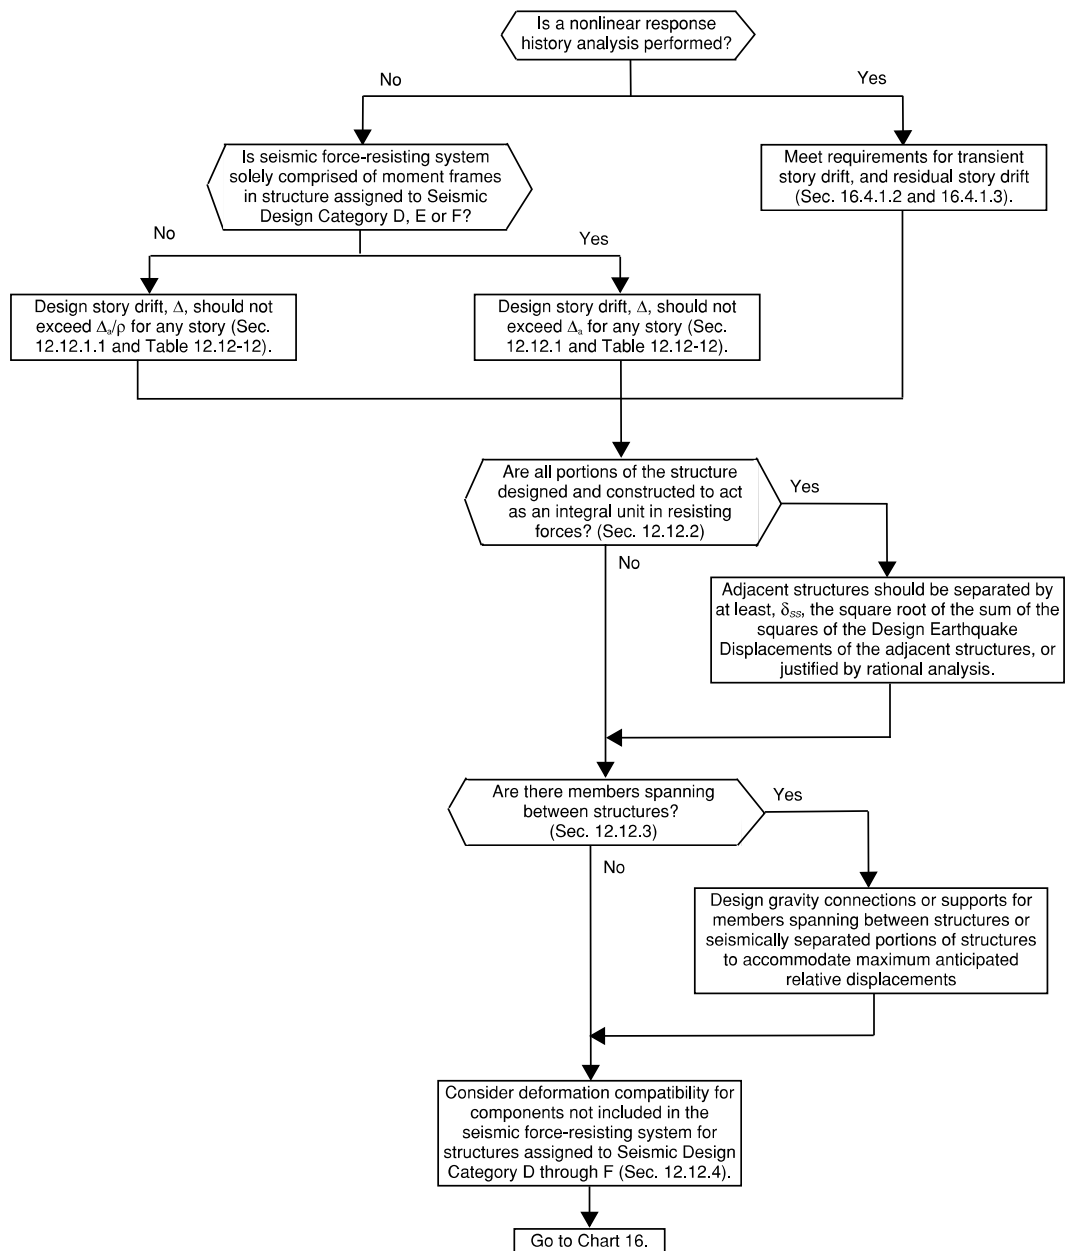 Is a nonlinear response
history analysis performed?
No
Yes
Is seismic force-resisting system
solely comprised of moment frames
in structure assigned to Seismic
Design Category D, E or F?
Meet requirements for transient
story drift, and residual story drift
(Sec. 16.4.1.2 and 16.4.1.3).
No
Yes
Design story drift, Δ, should not
exceed Δₐ/ρ for any story (Sec.
12.12.1.1 and Table 12.12-12).
Design story drift, Δ, should not
exceed Δₐ for any story (Sec.
12.12.1 and Table 12.12-12).
Are all portions of the structure
designed and constructed to act
as an integral unit in resisting
forces? (Sec. 12.12.2)
Yes
No
Adjacent structures should be separated by
at least, δSS, the square root of the sum of the
squares of the Design Earthquake
Displacements of the adjacent structures, or
justified by rational analysis.
Are there members spanning
between structures?
(Sec. 12.12.3)
Yes
No
Design gravity connections or supports for
members spanning between structures or
seismically separated portions of structures
to accommodate maximum anticipated
relative displacements
Consider deformation compatibility for
components not included in the
seismic force-resisting system for
structures assigned to Seismic Design
Category D through F (Sec. 12.12.4).
Go to Chart 16.